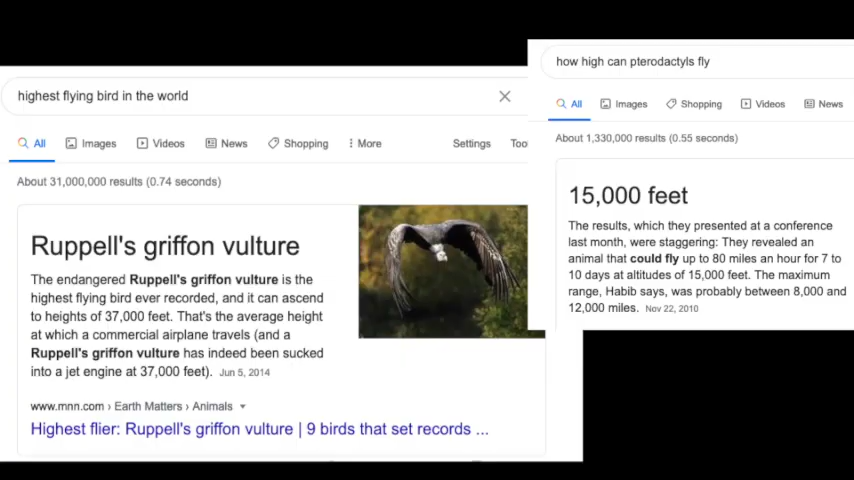 highest flying bird in the world
All Images Videos News Shopping More Settings
About 31,000,000 results (0.74 seconds)
Ruppell's griffon vulture
The endangered Ruppell's griffon vulture is the
highest flying bird ever recorded, and it can ascend
to heights of 37,000 feet. That's the average height
at which a commercial airplane travels (and a
Ruppell's griffon vulture has indeed been sucked
into a jet engine at 37,000 feet). Jun 5, 2014
www.mnn.com › Earth Matters › Animals
Highest flier: Ruppell's griffon vulture | 9 birds that set records ...
how high can pterodactyls fly
All Images Shopping Videos News
About 1,330,000 results (0.55 seconds)
15,000 feet
The results, which they presented at a conference
last month, were staggering: They revealed an
animal that could fly up to 80 miles an hour for 7 to
10 days at altitudes of 15,000 feet. The maximum
range, Habib says, was probably between 8,000 and
12,000 miles. Nov 22, 2010